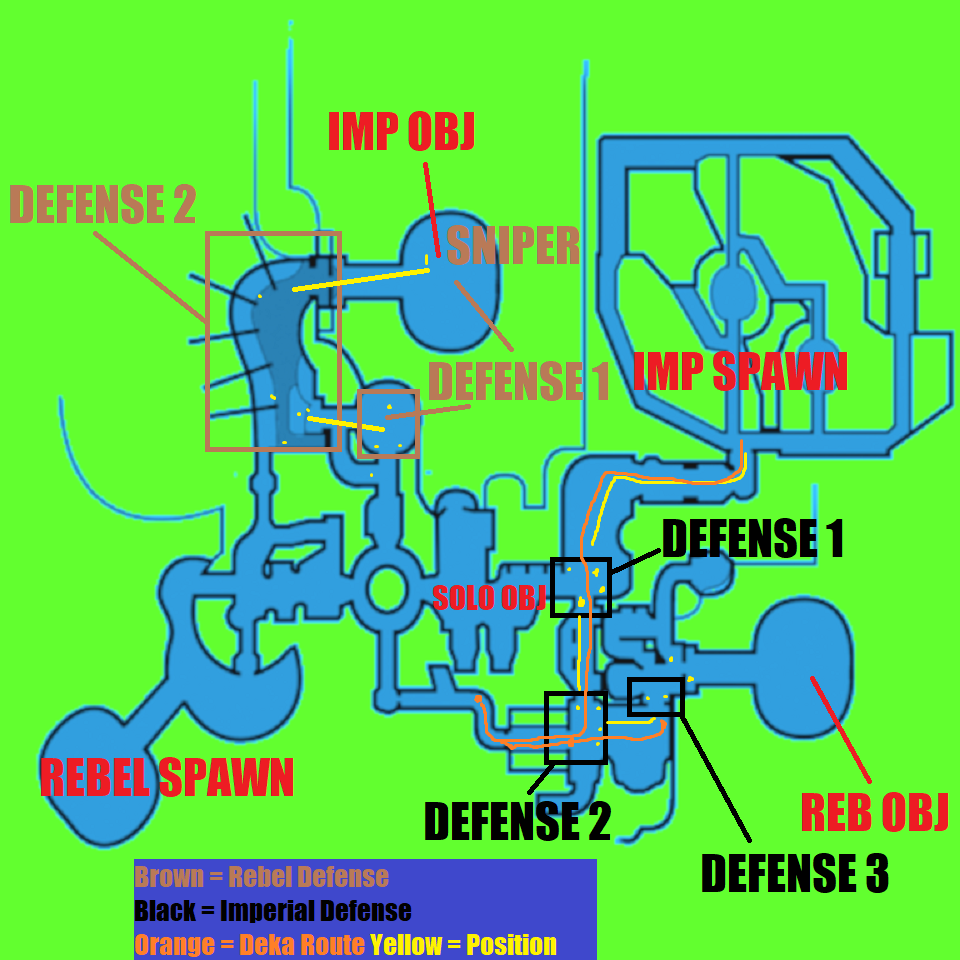 IMP OBJ
DEFENSE 2
SNIPER
DEFENSE 1
IMP SPAWN
DEFENSE 1
SOLO OBJ
REBEL SPAWN
DEFENSE 2
REB OBJ
DEFENSE 3
Brown = Rebel Defense
Black = Imperial Defense
Orange = Deka Route Yellow = Position